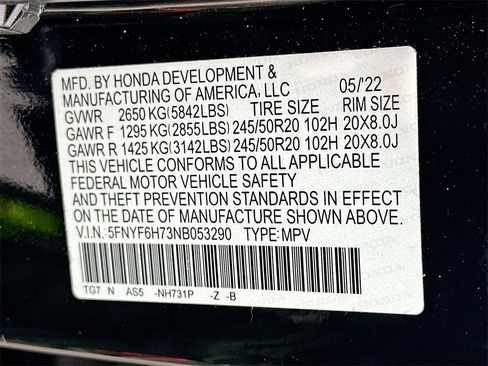 MFD. BY HONDA DEVELOPMENT &
MANUFACTURING OF AMERICA, LLC 05/'22
GVWR 2650 KG(5842LBS) TIRE SIZE RIM SIZE
GAWR F 1295 KG(2855LBS) 245/50R20 102H 20X8.0J
GAWR R 1425 KG(3142LBS) 245/50R20 102H 20X8.0J
THIS VEHICLE CONFORMS TO ALL APPLICABLE
FEDERAL MOTOR VEHICLE SAFETY
AND THEFT PREVENTION STANDARDS IN EFFECT
ON THE DATE OF MANUFACTURE SHOWN ABOVE.
V.I.N.: 5FNYF6H73NB053290 TYPE: MPV
TG7 N AS5 -NH731P -Z -B